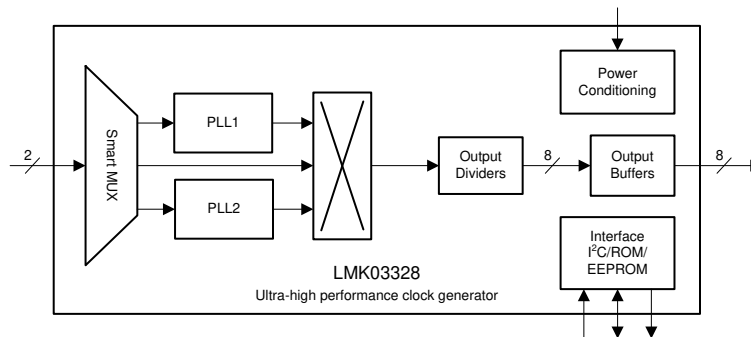 Power
Conditioning
PLL1
2
Smart MUX
Output
Dividers
8
Output
Buffers
8
PLL2
Interface
I²C/ROM/
EEPROM
LMK03328
Ultra-high performance clock generator